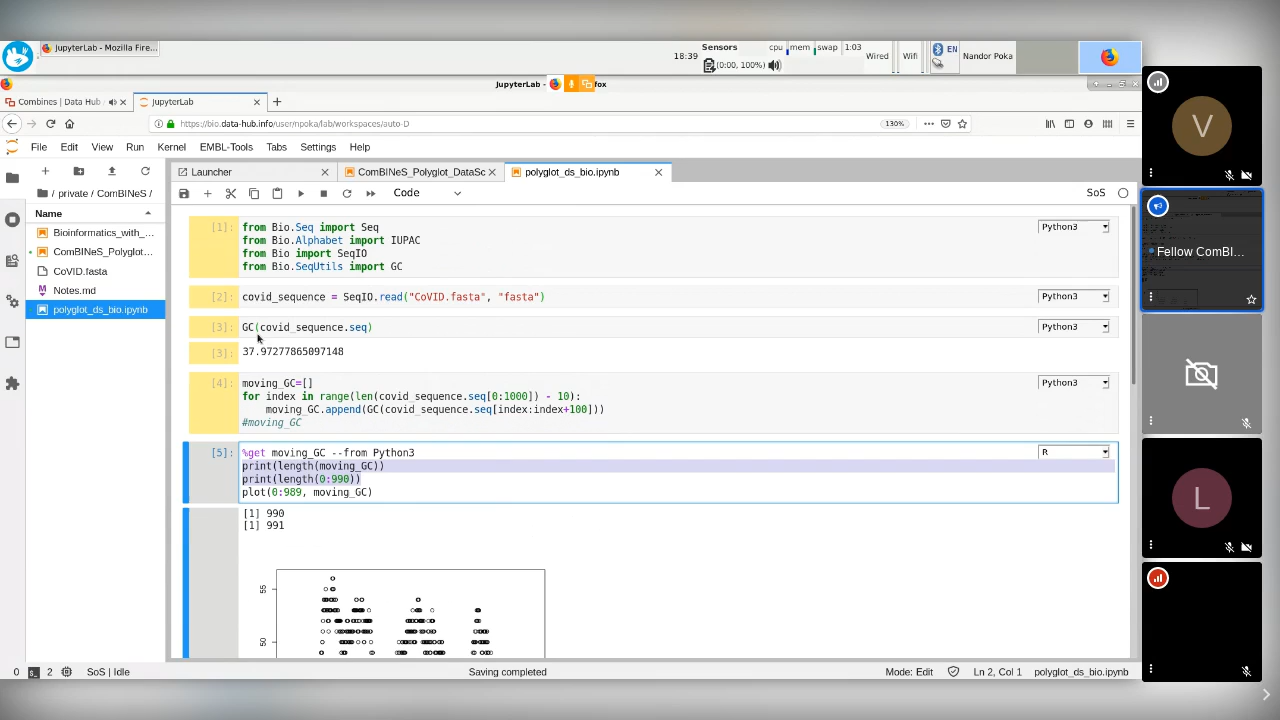 JupyterLab - Mozilla Fire...
18:39
Sensors
cpu
mem
swap
1:03
(0:00, 100%)
Wired
Wifi
EN
Nandor Poka
JupyterLab -
fox
Combines | Data Hub
JupyterLab
https://bio.data-hub.info/user/npoka/lab/workspaces/auto-D
130%
File Edit View Run Kernel EMBL-Tools Tabs Settings Help
Launcher
ComBINeS_Polyglot_DataSc
polyglot_ds_bio.ipynb
/ private / ComBINeS /
Code
SoS
Name
Bioinformatics_with_...
ComBINeS_Polyglot...
CoVID.fasta
Notes.md
polyglot_ds_bio.ipynb
[1]:
from Bio.Seq import Seq
from Bio.Alphabet import IUPAC
from Bio import SeqIO
from Bio.SeqUtils import GC
Python3
[2]:
covid_sequence = SeqIO.read("CoVID.fasta", "fasta")
Python3
[3]:
GC(covid_sequence.seq)
Python3
[3]:
37.97277865097148
[4]:
moving_GC=[]
for index in range(len(covid_sequence.seq[0:1000]) - 10):
moving_GC.append(GC(covid_sequence.seq[index:index+100]))
#moving_GC
Python3
[5]:
%get moving_GC --from Python3
print(length(moving_GC))
print(length(0:990))
plot(0:989, moving_GC)
R
[1] 990
[1] 991
55
50
0
2
SoS | Idle
Saving completed
Mode: Edit
Ln 2, Col 1
polyglot_ds_bio.ipynb
V
Fellow ComBI...
L